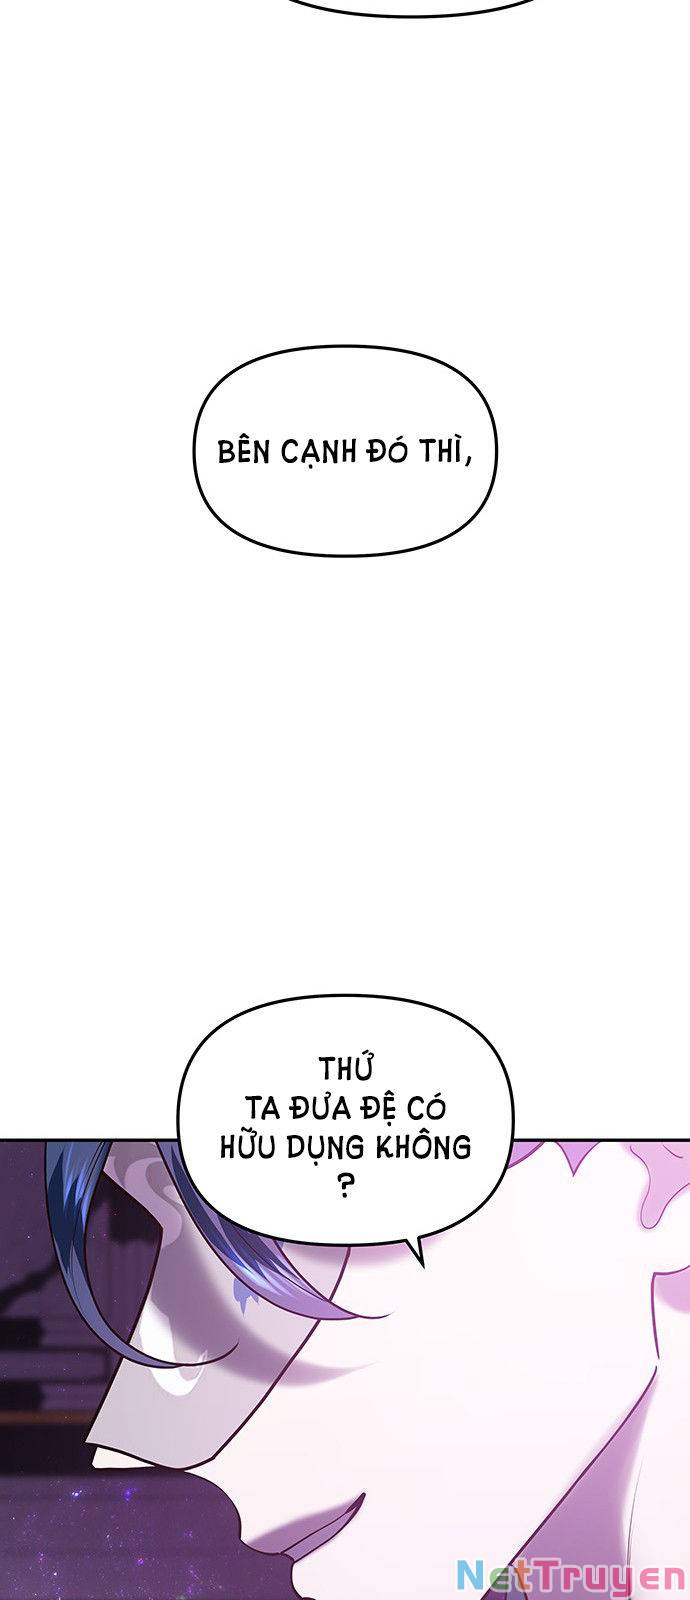 BÊN CẠNH ĐÓ THÌ,
THỨ
TA ĐƯA ĐỆ CÓ
HỮU DỤNG KHÔNG
?
NetTruyen